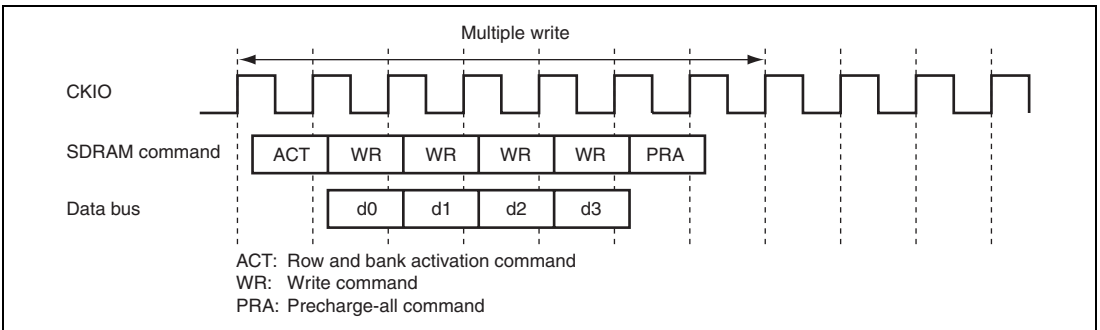 Multiple write
CKIO
SDRAM command ACT WR WR WR WR PRA
Data bus d0 d1 d2 d3
ACT: Row and bank activation command
WR: Write command
PRA: Precharge-all command